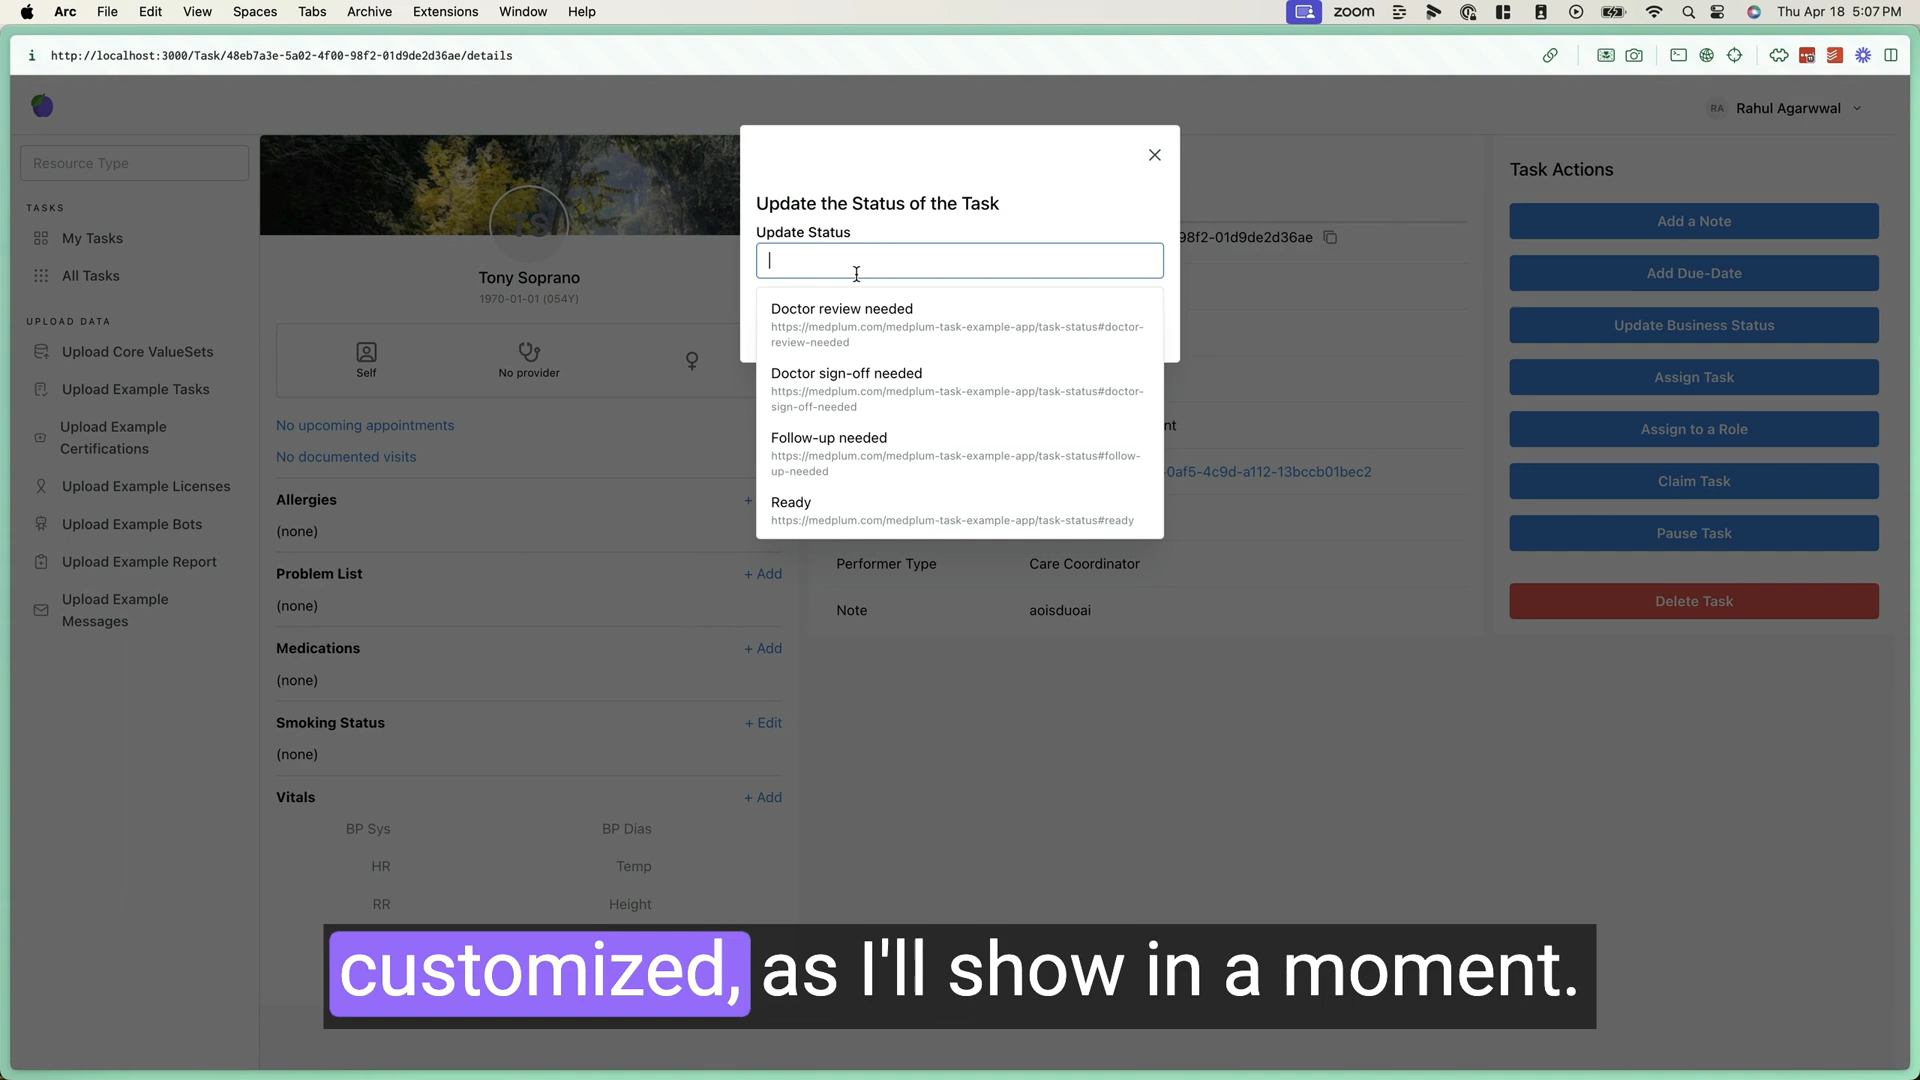 Arc File Edit View Spaces Tabs Archive Extensions Window Help zoom Thu Apr 18 5:07 PM
http://localhost:3000/Task/48eb7a3e-5a02-4f00-98f2-01d9de2d36ae/details
RA Rahul Agarwwal
Resource Type
TASKS
My Tasks
All Tasks
UPLOAD DATA
Upload Core ValueSets
Upload Example Tasks
Upload Example
Certifications
Upload Example Licenses
Upload Example Bots
Upload Example Report
Upload Example
Messages
TS
Tony Soprano
1970-01-01 (054Y)
Self
No provider
No upcoming appointments
No documented visits
Allergies +
(none)
Problem List + Add
(none)
Medications + Add
(none)
Smoking Status + Edit
(none)
Vitals + Add
BP Sys BP Dias
HR Temp
RR Height
Update the Status of the Task
Update Status
Doctor review needed
https://medplum.com/medplum-task-example-app/task-status#doctor-
review-needed
Doctor sign-off needed
https://medplum.com/medplum-task-example-app/task-status#doctor-
sign-off-needed
Follow-up needed
https://medplum.com/medplum-task-example-app/task-status#follow-
up-needed
Ready
https://medplum.com/medplum-task-example-app/task-status#ready
98f2-01d9de2d36ae
nt
-0af5-4c9d-a112-13bccb01bec2
Performer Type Care Coordinator
Note aoisduoai
Task Actions
Add a Note
Add Due-Date
Update Business Status
Assign Task
Assign to a Role
Claim Task
Pause Task
Delete Task
customized, as I'll show in a moment.